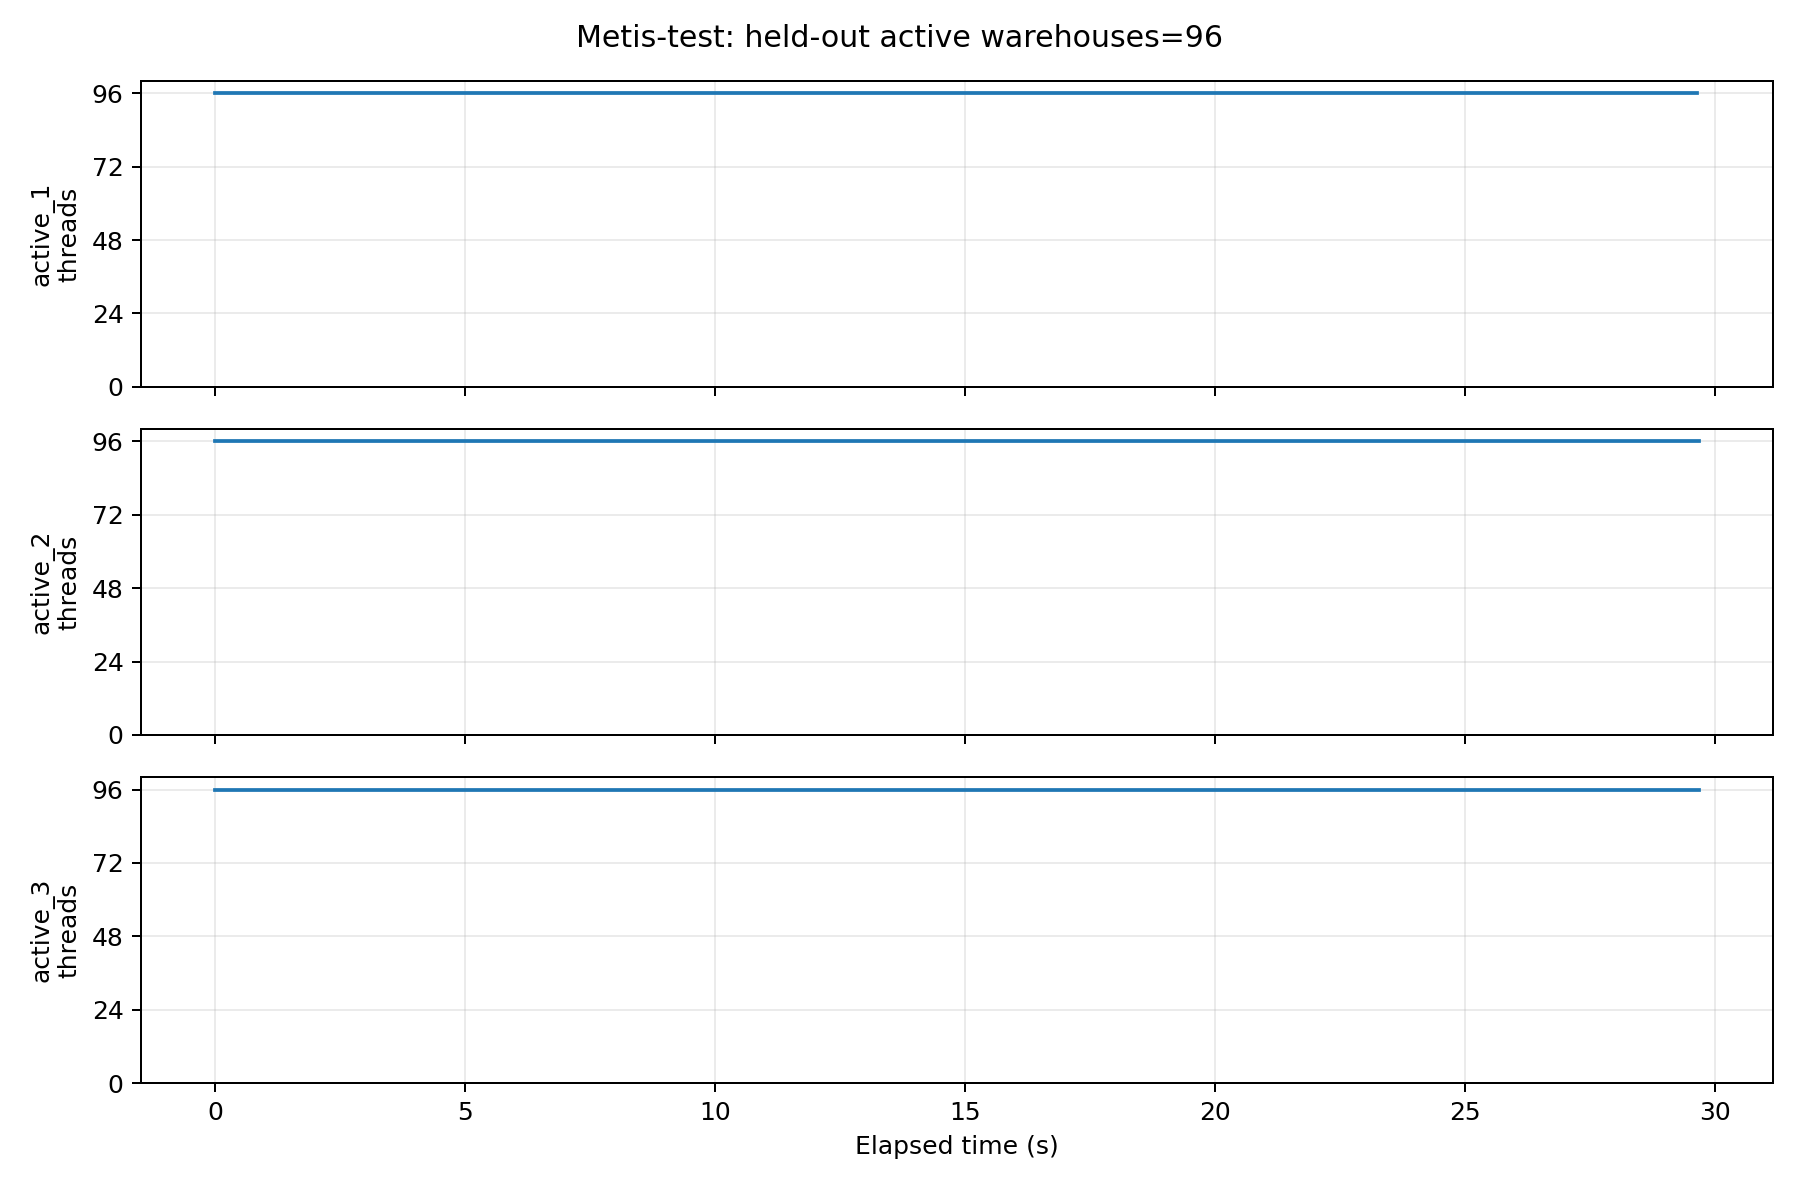 Metis-test: held-out active warehouses=96
96
72
48
24
0
active_1
threads
96
72
48
24
0
active_2
threads
96
72
48
24
0
active_3
threads
0 5 10 15 20 25 30
Elapsed time (s)